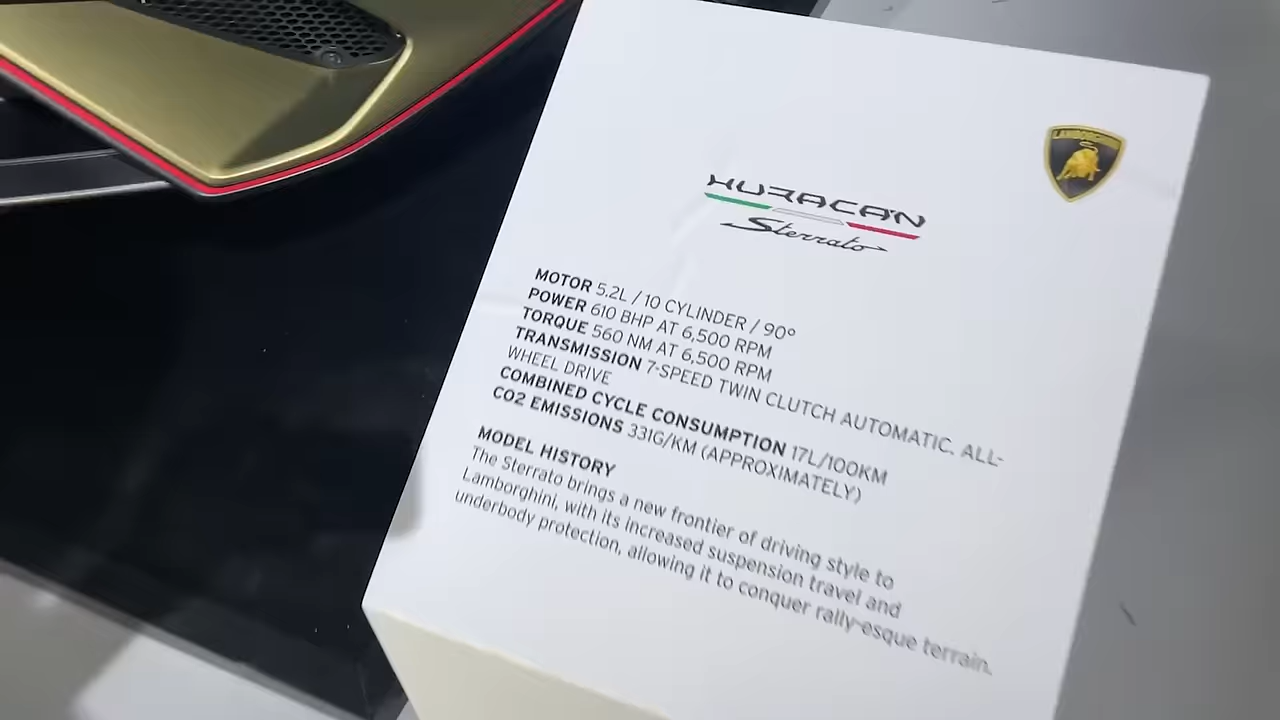 LAMBORGHINI
HURACÁN
Sterrato
MOTOR 5.2L / 10 CYLINDER / 90°
POWER 610 BHP AT 6,500 RPM
TORQUE 560 NM AT 6,500 RPM
TRANSMISSION 7-SPEED TWIN CLUTCH AUTOMATIC, ALL-
WHEEL DRIVE
COMBINED CYCLE CONSUMPTION 17L/100KM
CO2 EMISSIONS 331G/KM (APPROXIMATELY)
MODEL HISTORY
The Sterrato brings a new frontier of driving style to
Lamborghini, with its increased suspension travel and
underbody protection, allowing it to conquer rally-esque terrain.